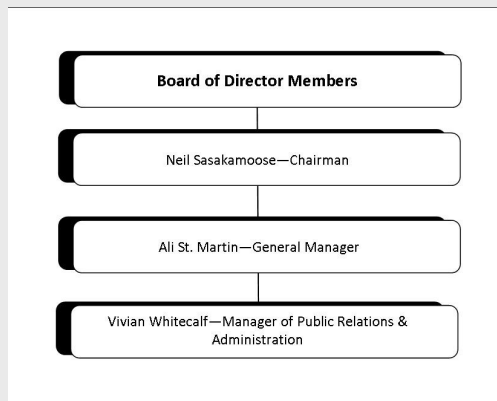 Board of Director Members
Neil Sasakamoose—Chairman
Ali St. Martin—General Manager
Vivian Whitecalf—Manager of Public Relations &
Administration